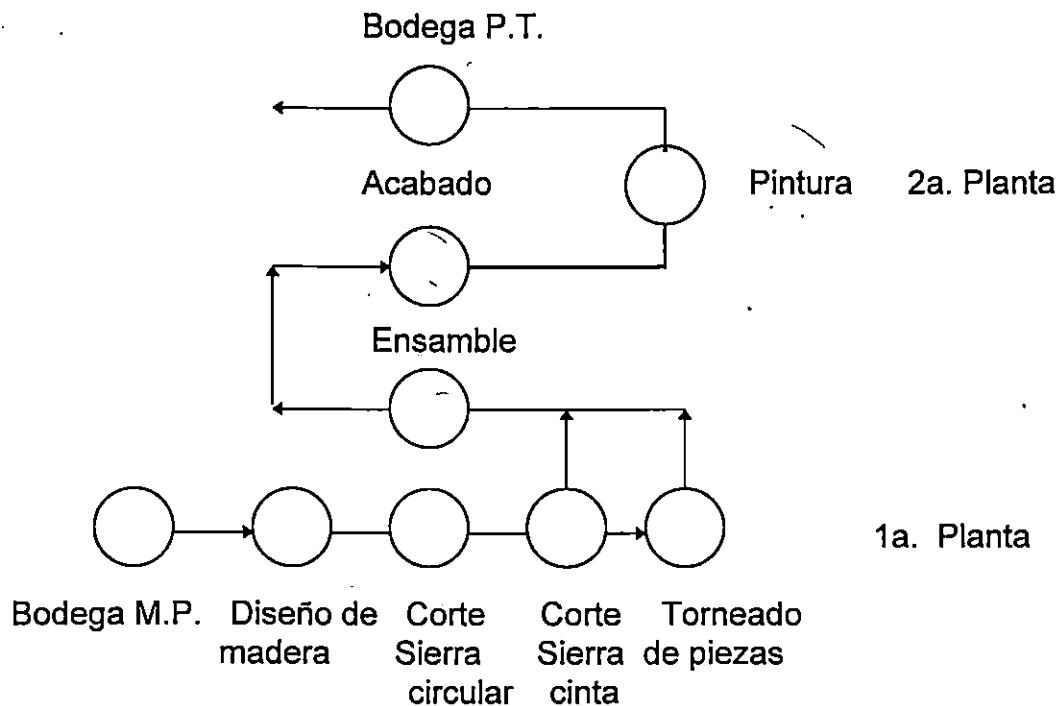 Bodega P.T.
Acabado
Pintura
2a. Planta
Ensamble
1a. Planta
Bodega M.P. Diseño de Corte Corte Torneado
madera Sierra Sierra de piezas
circular cinta